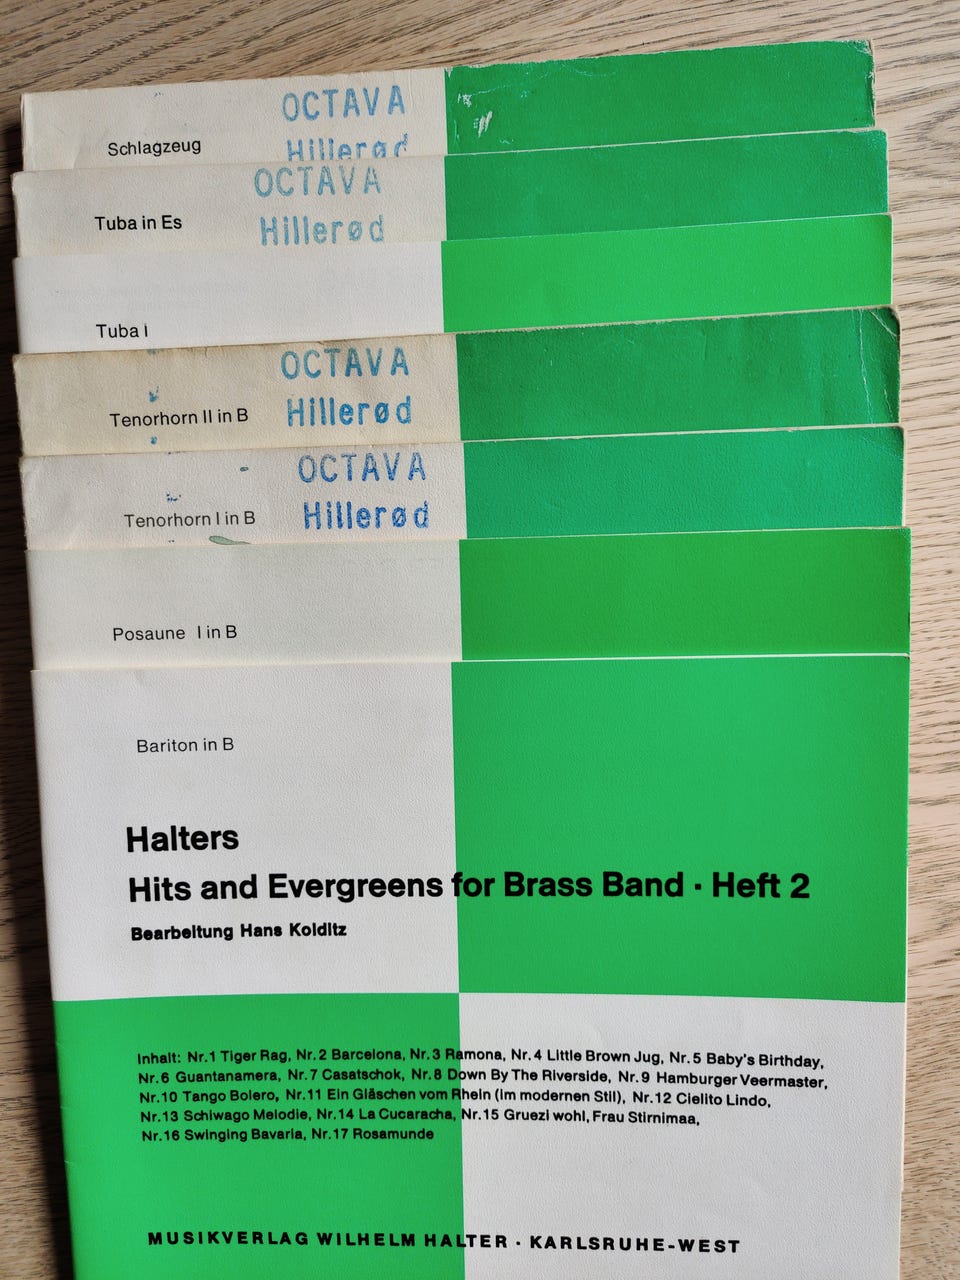 OCTAVA
Schlagzeug Hillerød
OCTAVA
Tuba in Es Hillerød
Tuba I
OCTAVA
Tenorhorn II in B Hillerød
OCTAVA
Tenorhorn I in B Hillerød
Posaune I in B
Bariton in B
Halters
Hits and Evergreens for Brass Band · Heft 2
Bearbeitung Hans Kolditz
Inhalt: Nr.1 Tiger Rag, Nr.2 Barcelona, Nr.3 Ramona, Nr.4 Little Brown Jug, Nr.5 Baby's Birthday,
Nr.6 Guantanamera, Nr.7 Casatschok, Nr.8 Down By The Riverside, Nr.9 Hamburger Veermaster,
Nr.10 Tango Bolero, Nr.11 Ein Gläschen vom Rhein (im modernen Stil), Nr.12 Cielito Lindo,
Nr.13 Schiwago Melodie, Nr.14 La Cucaracha, Nr.15 Gruezi wohl, Frau Stirnimaa,
Nr.16 Swinging Bavaria, Nr.17 Rosamunde
MUSIKVERLAG WILHELM HALTER · KARLSRUHE-WEST